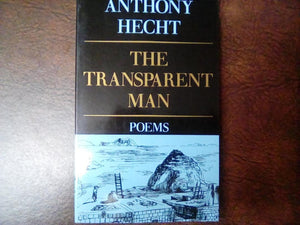 ANTHONY
HECHT
THE
TRANSPARENT
MAN
POEMS